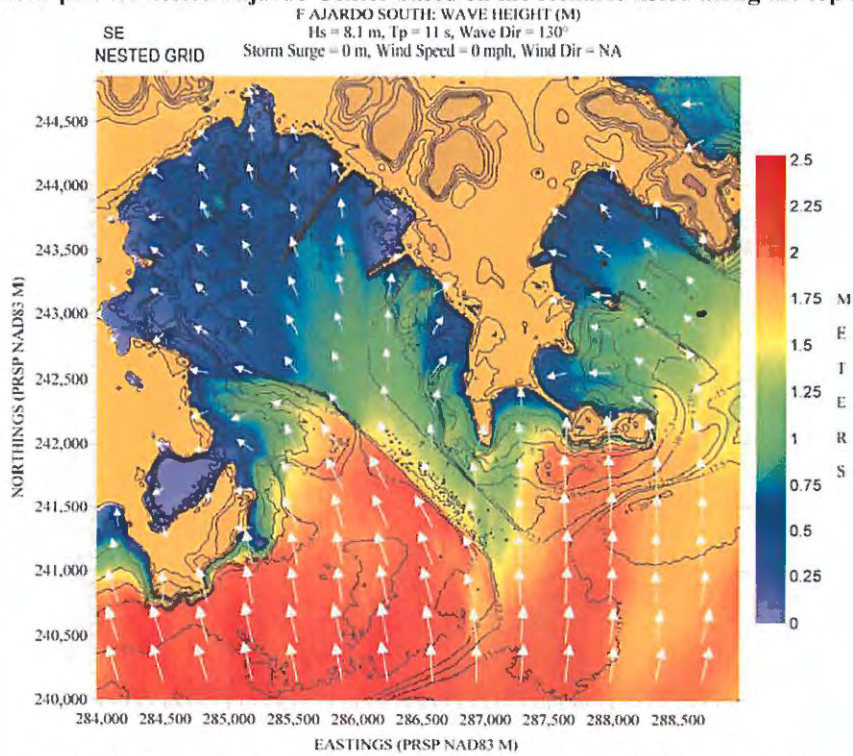 F AJARDO SOUTH: WAVE HEIGHT (M)
SE
NESTED GRID
Hs = 8.1 m, Tp = 11 s, Wave Dir = 130°
Storm Surge = 0 m, Wind Speed = 0 mph, Wind Dir = NA
244,500
244,000
243,500
243,000
242,500
242,000
241,500
241,000
240,500
240,000
NORTHINGS (PRSP NAD83 M)
284,000 284,500 285,000 285,500 286,000 286,500 287,000 287,500 288,000 288,500
EASTINGS (PRSP NAD83 M)
2.5
2.25
2
1.75
1.5
1.25
1
0.75
0.5
0.25
0
METERS